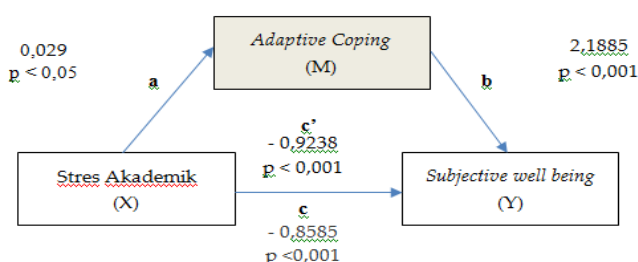 Adaptive Coping
(M)
0,029
p < 0,05
a
b
2,1885
p < 0,001
c’
- 0,9238
p < 0,001
Stres Akademik
(X)
Subjective well being
(Y)
c
- 0,8585
p <0,001